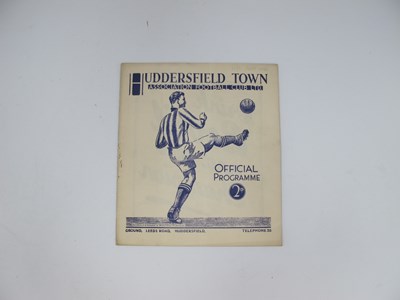 HUDDERSFIELD TOWN
ASSOCIATION FOOTBALL CLUB LTD
OFFICIAL
PROGRAMME
2D
GROUND, LEEDS ROAD, HUDDERSFIELD. TELEPHONE